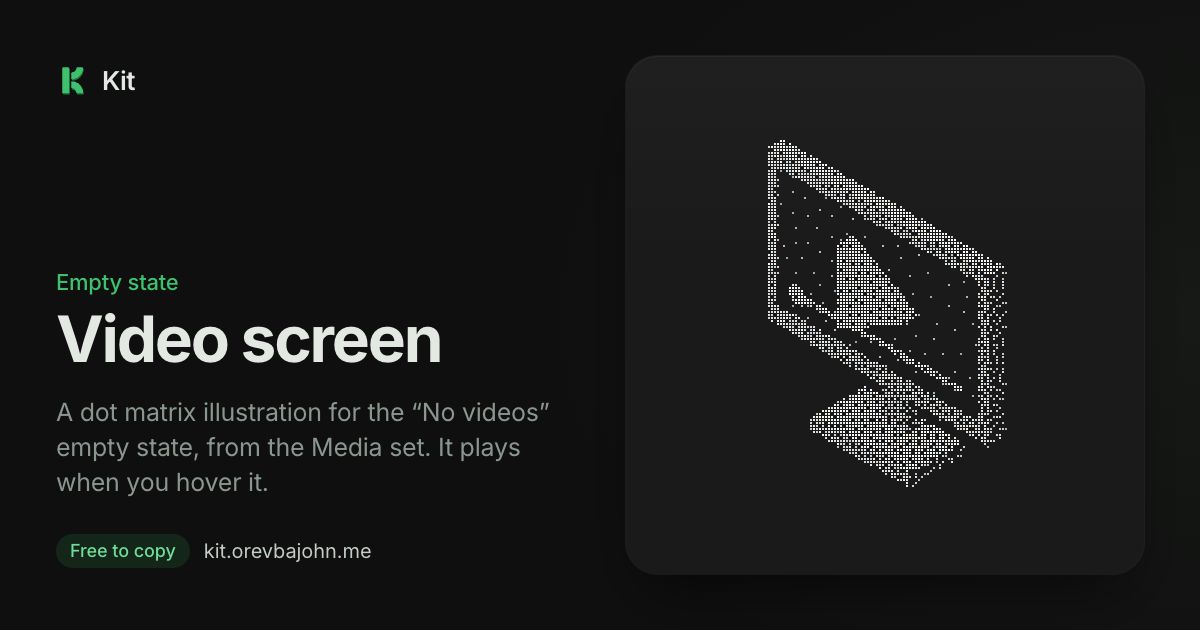 Kit
Empty state
Video screen
A dot matrix illustration for the “No videos”
empty state, from the Media set. It plays
when you hover it.
Free to copy
kit.orevbajohn.me